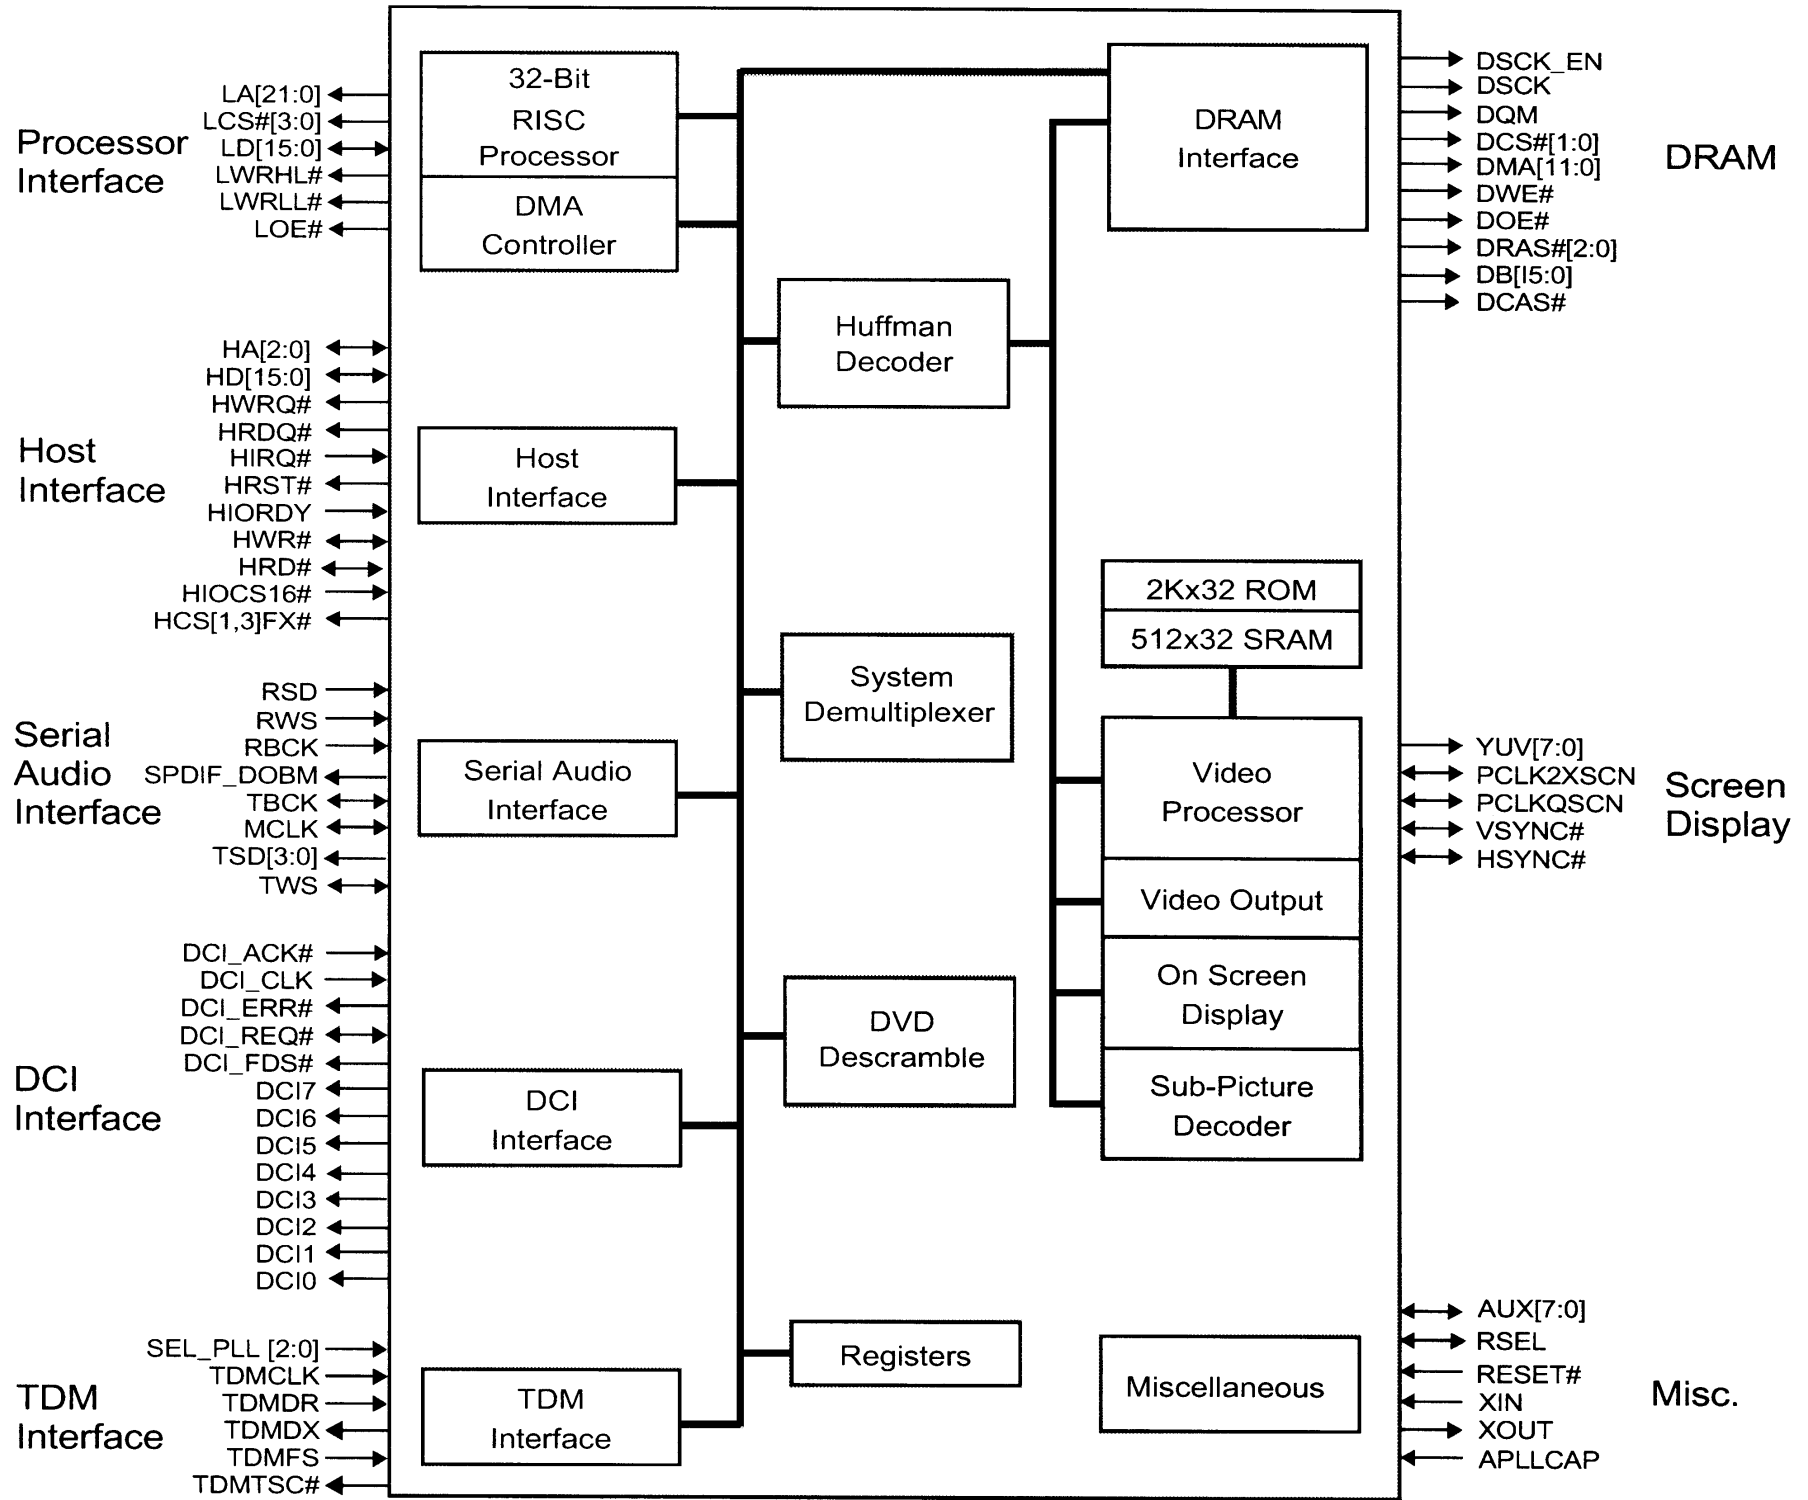 Processor
Interface
LA[21:0]
LCS#[3:0]
LD[15:0]
LWRHL#
LWRLL#
LOE#
Host
Interface
HA[2:0]
HD[15:0]
HWRQ#
HRDQ#
HIRQ#
HRST#
HIORDY
HWR#
HRD#
HIOCS16#
HCS[1,3]FX#
Serial
Audio
Interface
RSD
RWS
RBCK
SPDIF_DOBM
TBCK
MCLK
TSD[3:0]
TWS
DCI
Interface
DCI_ACK#
DCI_CLK
DCI_ERR#
DCI_REQ#
DCI_FDS#
DCI7
DCI6
DCI5
DCI4
DCI3
DCI2
DCI1
DCI0
TDM
Interface
SEL_PLL [2:0]
TDMCLK
TDMDR
TDMDX
TDMFS
TDMTSC#
32-Bit
RISC
Processor
DMA
Controller
Host
Interface
Serial Audio
Interface
DCI
Interface
TDM
Interface
Huffman
Decoder
System
Demultiplexer
DVD
Descramble
Registers
DRAM
Interface
2Kx32 ROM
512x32 SRAM
Video
Processor
Video Output
On Screen
Display
Sub-Picture
Decoder
Miscellaneous
DSCK_EN
DSCK
DQM
DCS#[1:0]
DMA[11:0]
DWE#
DOE#
DRAS#[2:0]
DB[I5:0]
DCAS#
DRAM
YUV[7:0]
PCLK2XSCN
PCLKQSCN
VSYNC#
HSYNC#
Screen
Display
AUX[7:0]
RSEL
RESET#
XIN
XOUT
APLLCAP
Misc.